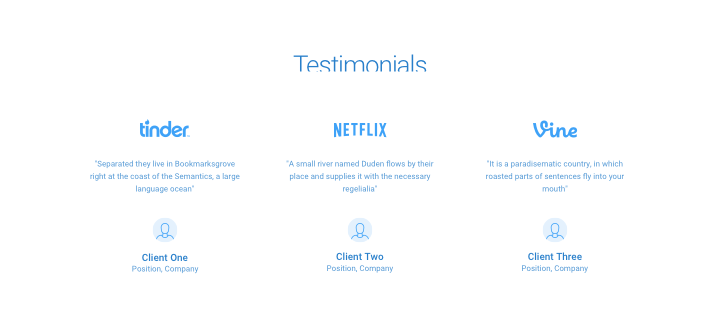 Testimonials
tinder
NETFLIX
Vine
"Separated they live in Bookmarksgrove
right at the coast of the Semantics, a large
language ocean"
"A small river named Duden flows by their
place and supplies it with the necessary
regelialia"
"It is a paradisematic country, in which
roasted parts of sentences fly into your
mouth"
Client One
Position, Company
Client Two
Position, Company
Client Three
Position, Company